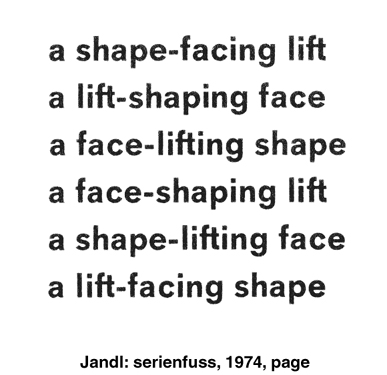 a shape-facing lift
a lift-shaping face
a face-lifting shape
a face-shaping lift
a shape-lifting face
a lift-facing shape
Jandl: serienfuss, 1974, page